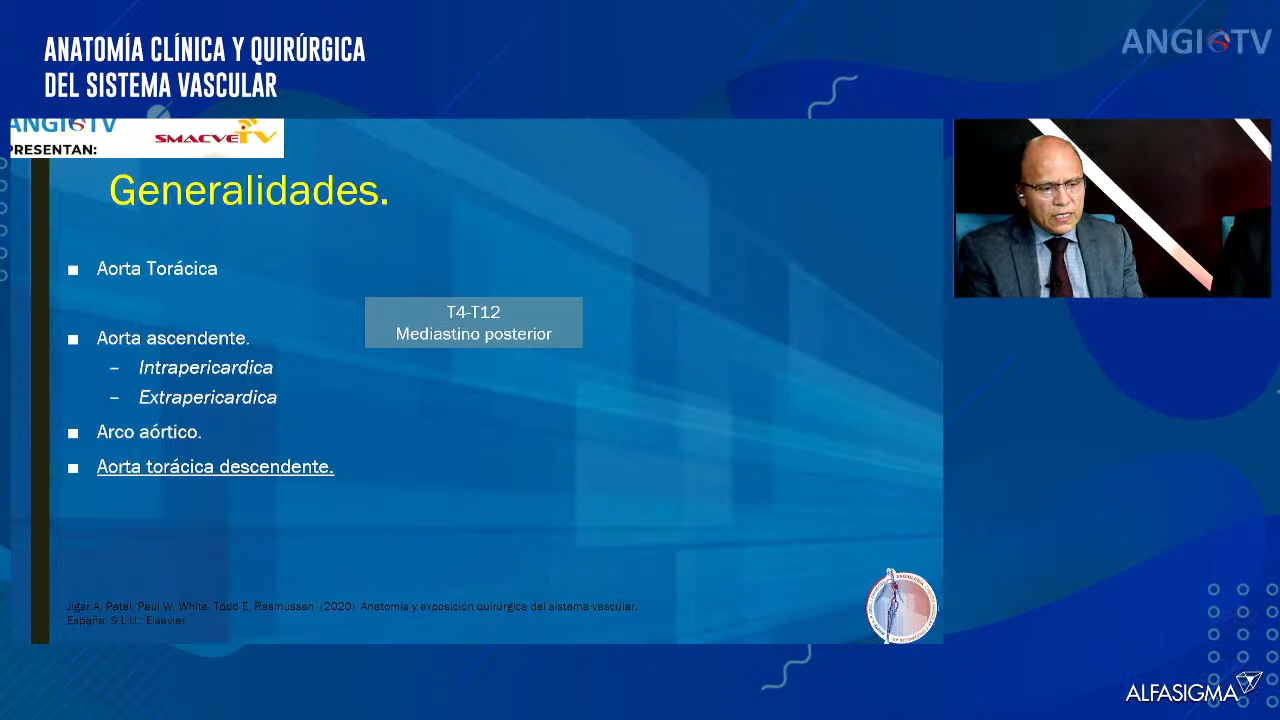 ANATOMÍA CLÍNICA Y QUIRÚRGICA
DEL SISTEMA VASCULAR
ANGIOTV
ANGIOTV
SMACVETV
PRESENTAN:
Generalidades.
Aorta Torácica
T4-T12
Mediastino posterior
Aorta ascendente.
– Intrapericardica
– Extrapericardica
Arco aórtico.
Aorta torácica descendente.
Jigar A. Patel, Paul W. White, Todd E. Rasmussen. (2020). Anatomía y exposición quirúrgica del sistema vascular.
España: S.L.U.: Elsevier
ALFASIGMA